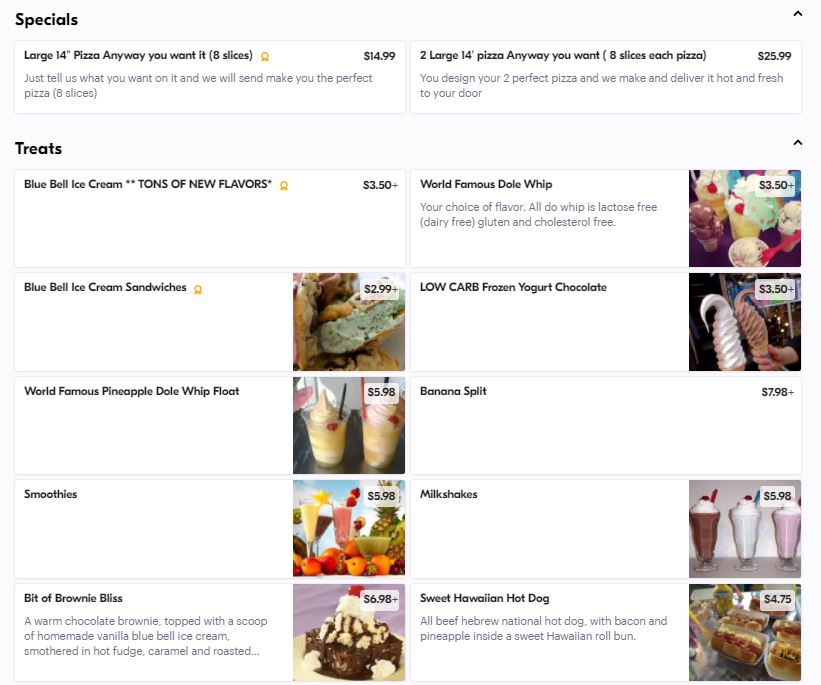 Specials
Large 14" Pizza Anyway you want it (8 slices)
$14.99
Just tell us what you want on it and we will send make you the perfect
pizza (8 slices)
2 Large 14' pizza Anyway you want ( 8 slices each pizza)
$25.99
You design your 2 perfect pizza and we make and deliver it hot and fresh
to your door
Treats
Blue Bell Ice Cream ** TONS OF NEW FLAVORS*
$3.50+
World Famous Dole Whip
$3.50+
Your choice of flavor. All do whip is lactose free
(dairy free) gluten and cholesterol free.
Blue Bell Ice Cream Sandwiches
$2.99+
LOW CARB Frozen Yogurt Chocolate
$3.50+
World Famous Pineapple Dole Whip Float
$5.98
Banana Split
$7.98+
Smoothies
$5.98
Milkshakes
$5.98
Bit of Brownie Bliss
$6.98+
A warm chocolate brownie, topped with a scoop
of homemade vanilla blue bell ice cream,
smothered in hot fudge, caramel and roasted...
Sweet Hawaiian Hot Dog
$4.75
All beef hebrew national hot dog, with bacon and
pineapple inside a sweet Hawaiian roll bun.